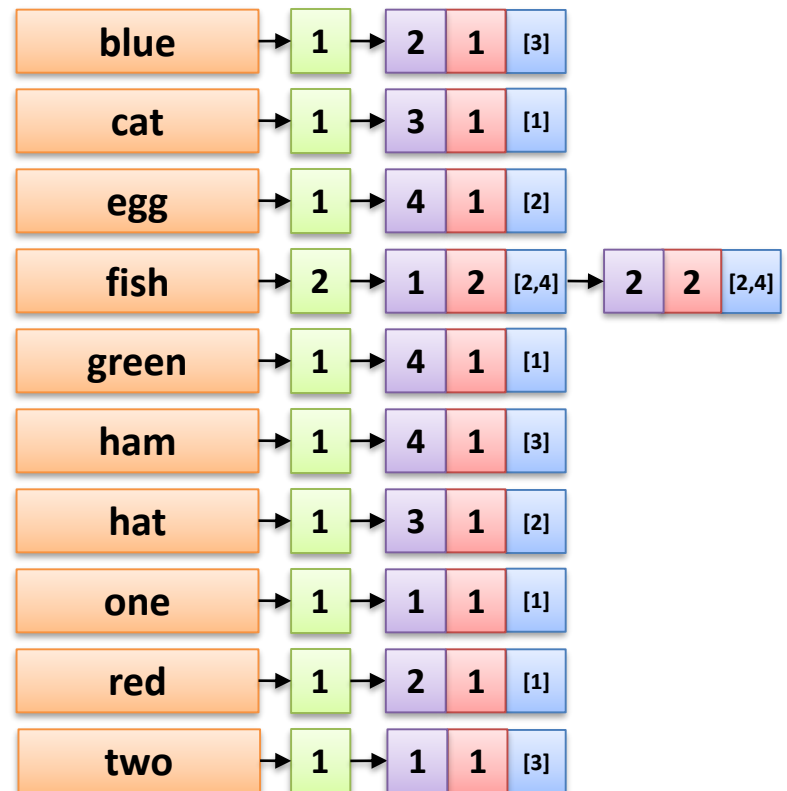 blue 1 2 1 [3]
cat 1 3 1 [1]
egg 1 4 1 [2]
fish 2 1 2 [2,4] 2 2 [2,4]
green 1 4 1 [1]
ham 1 4 1 [3]
hat 1 3 1 [2]
one 1 1 1 [1]
red 1 2 1 [1]
two 1 1 1 [3]